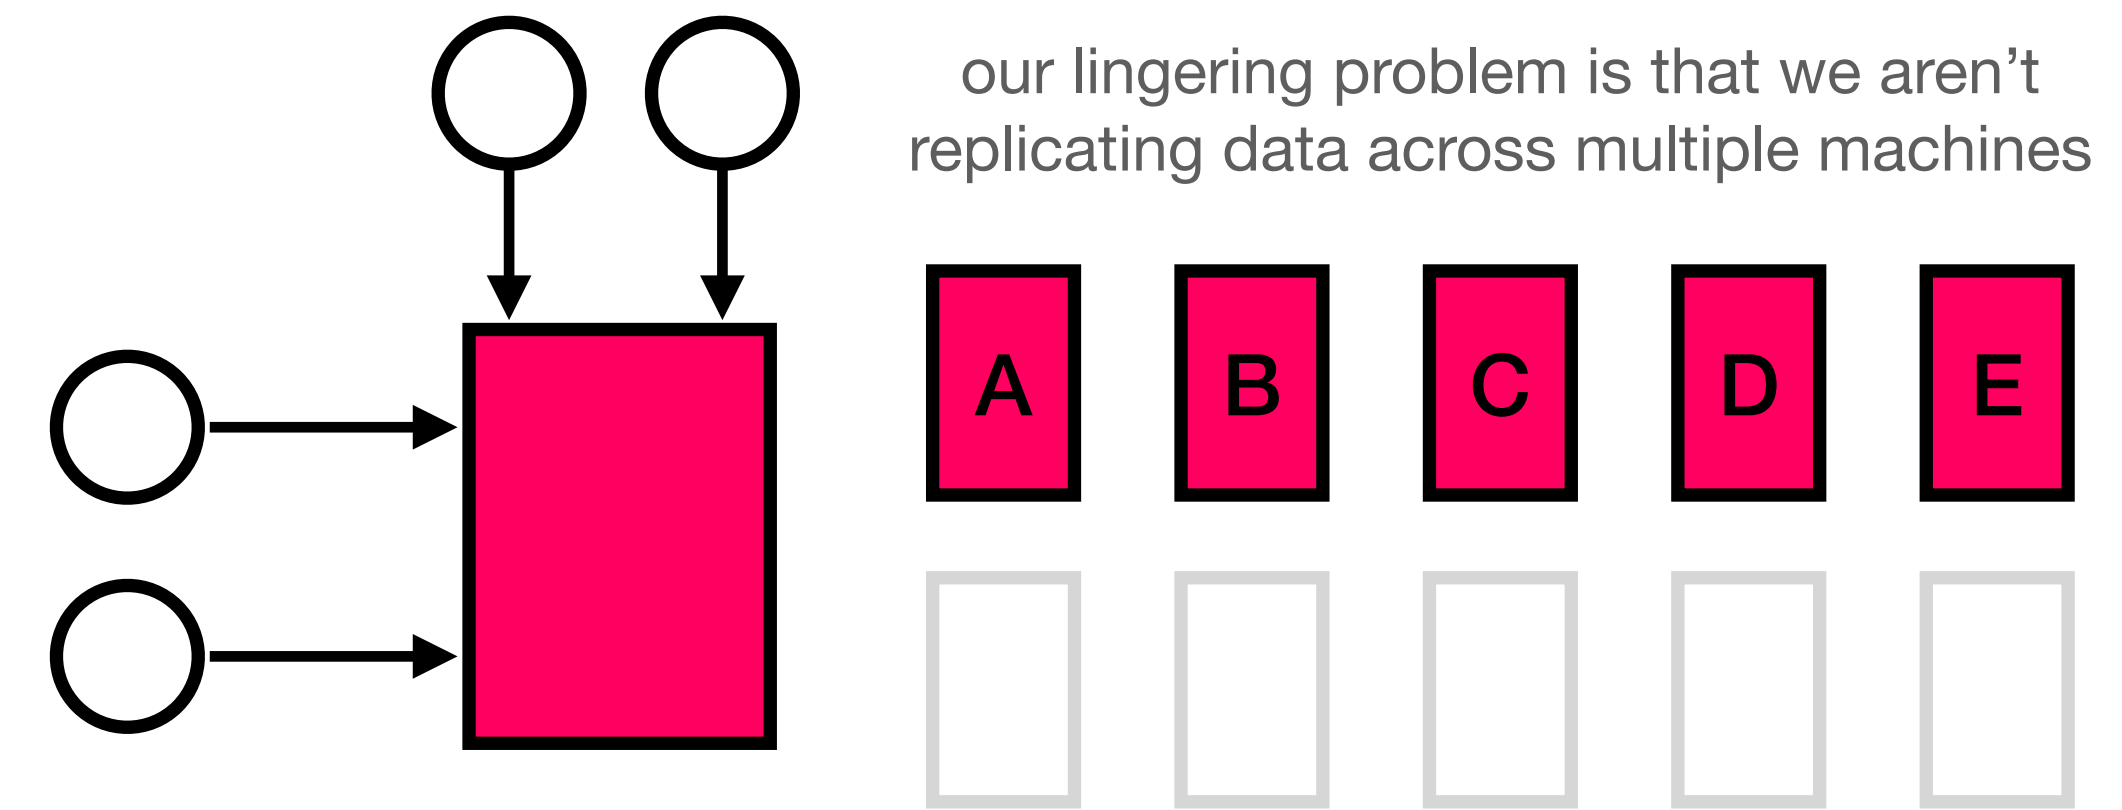 our lingering problem is that we aren’t
replicating data across multiple machines
A B C D E